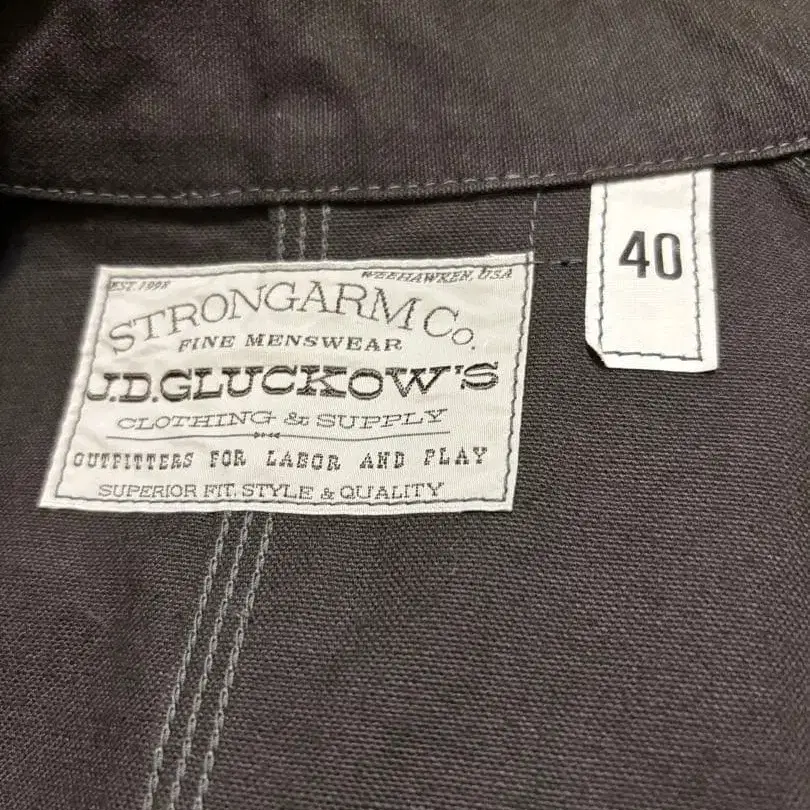 EST. 1998
WEEHAWKEN, USA
STRONGARM CO.
FINE MENSWEAR
J.D.GLUCKOW'S
CLOTHING & SUPPLY
OUTFITTERS FOR LABOR AND PLAY
SUPERIOR FIT, STYLE & QUALITY
40